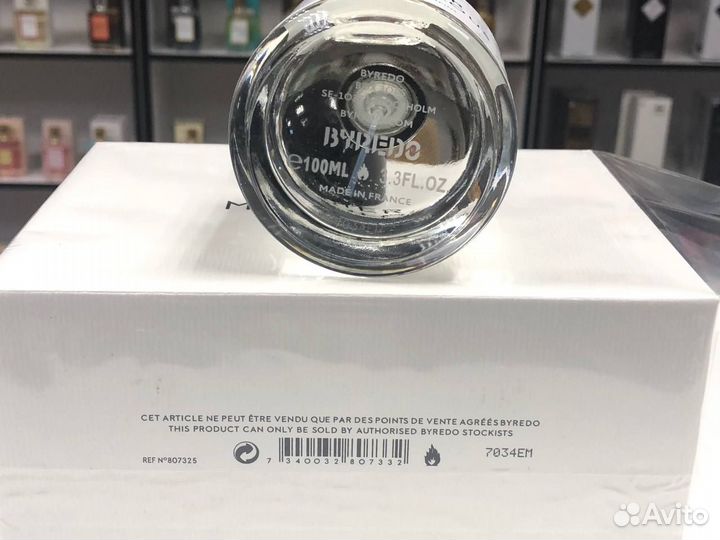 BYREDO
SE-10
HOLM
BYREDO
e100ML 3.3FL.OZ
MADE IN FRANCE
CET ARTICLE NE PEUT ÊTRE VENDU QUE PAR DES POINTS DE VENTE AGRÉÉS BYREDO
THIS PRODUCT CAN ONLY BE SOLD BY AUTHORISED BYREDO STOCKISTS
REF Nº807325
7 340032 807332
7034EM
Avito